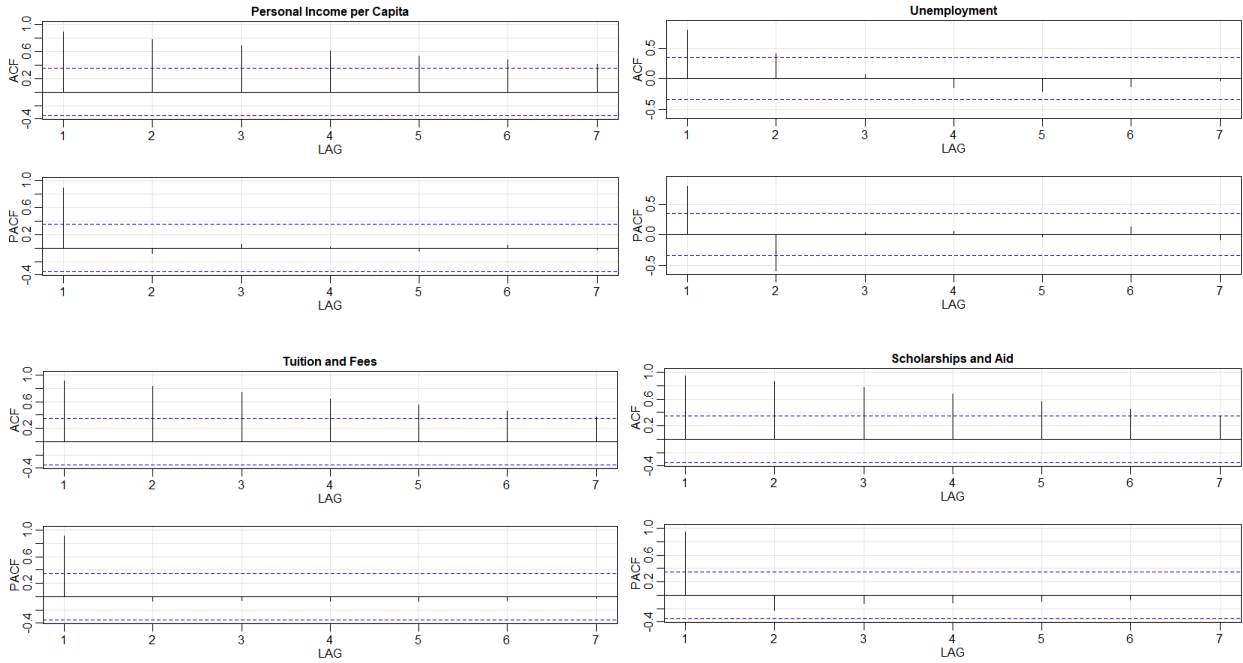 Personal Income per Capita
ACF
-0.4 0.2 0.6 1.0
1 2 3 4 5 6 7
LAG
PACF
-0.4 0.2 0.6 1.0
1 2 3 4 5 6 7
LAG
Unemployment
ACF
-0.5 0.0 0.5
1 2 3 4 5 6 7
LAG
PACF
-0.5 0.0 0.5
1 2 3 4 5 6 7
LAG
Tuition and Fees
ACF
-0.4 0.2 0.6 1.0
1 2 3 4 5 6 7
LAG
PACF
-0.4 0.2 0.6 1.0
1 2 3 4 5 6 7
LAG
Scholarships and Aid
ACF
-0.4 0.2 0.6 1.0
1 2 3 4 5 6 7
LAG
PACF
-0.4 0.2 0.6 1.0
1 2 3 4 5 6 7
LAG